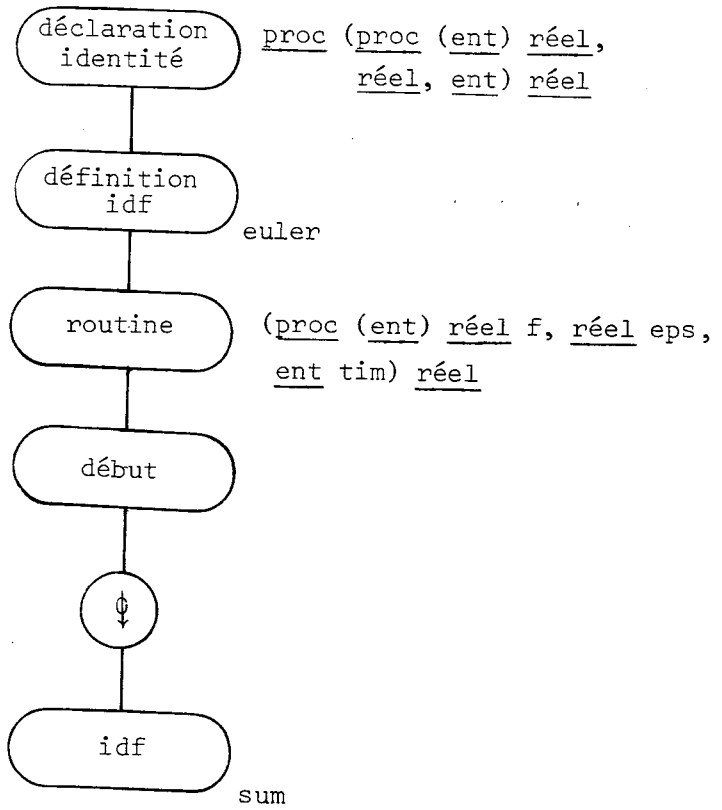 déclaration
identité
proc (proc (ent) réel,
réel, ent) réel
définition
idf
euler
routine
(proc (ent) réel f, réel eps,
ent tim) réel
début
idf
sum